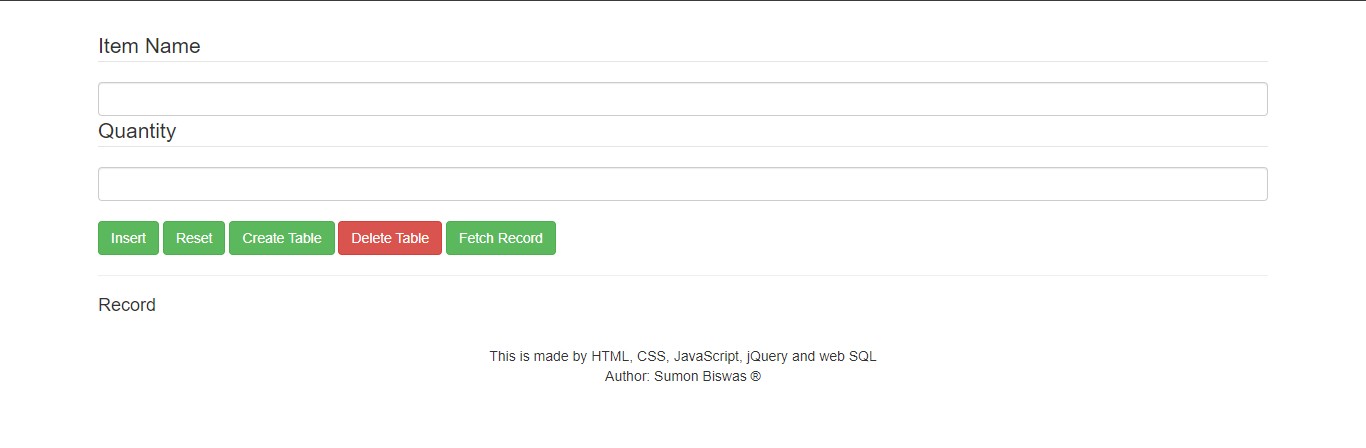 Item Name
Quantity
Insert Reset Create Table Delete Table Fetch Record
Record
This is made by HTML, CSS, JavaScript, jQuery and web SQL
Author: Sumon Biswas ®